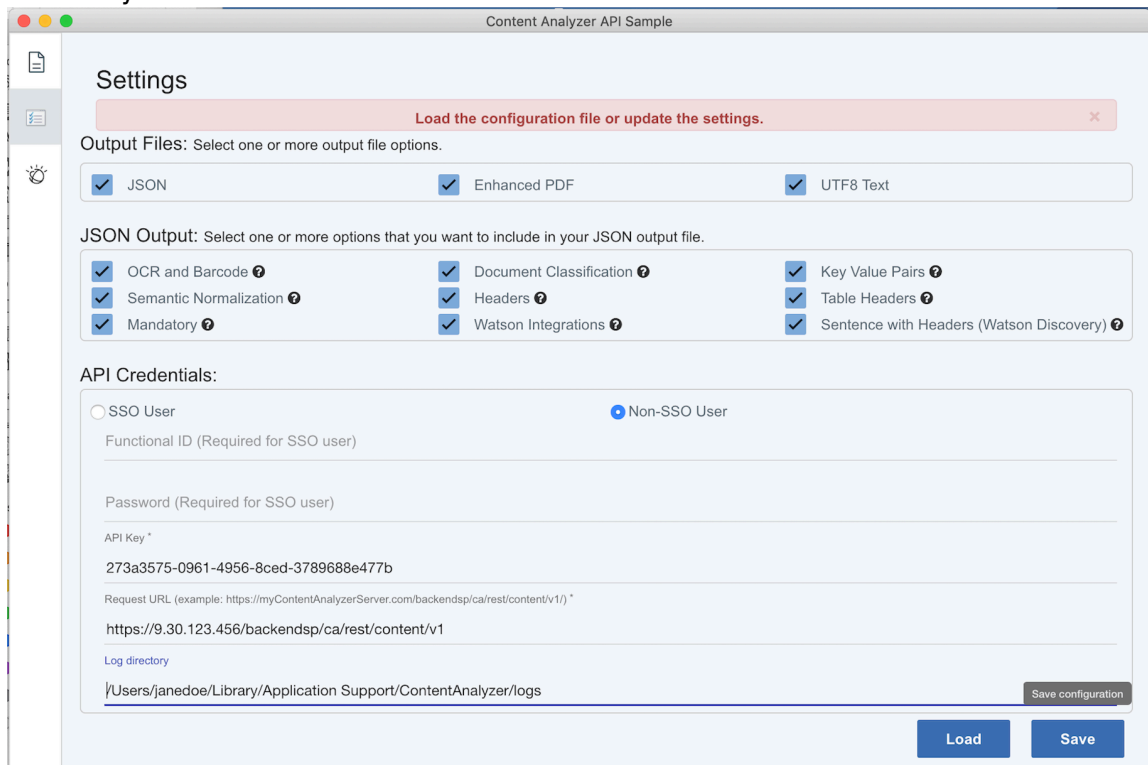 Content Analyzer API Sample
Settings
Load the configuration file or update the settings. ×
Output Files: Select one or more output file options.
JSON Enhanced PDF UTF8 Text
JSON Output: Select one or more options that you want to include in your JSON output file.
OCR and Barcode ? Document Classification ? Key Value Pairs ?
Semantic Normalization ? Headers ? Table Headers ?
Mandatory ? Watson Integrations ? Sentence with Headers (Watson Discovery) ?
API Credentials:
SSO User Non-SSO User
Functional ID (Required for SSO user)
Password (Required for SSO user)
API Key *
273a3575-0961-4956-8ced-3789688e477b
Request URL (example: https://myContentAnalyzerServer.com/backendsp/ca/rest/content/v1/) *
https://9.30.123.456/backendsp/ca/rest/content/v1
Log directory
/Users/janedoe/Library/Application Support/ContentAnalyzer/logs
Save configuration
Load Save